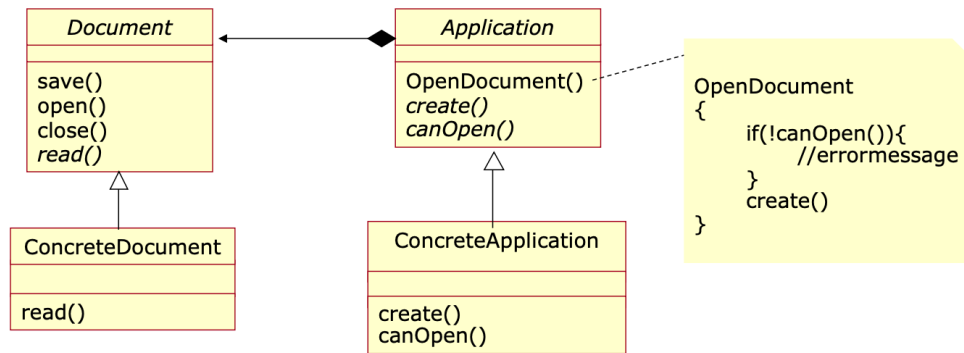 Document
save()
open()
close()
read()
Application
OpenDocument()
create()
canOpen()
OpenDocument
{
if(!canOpen()){
//errormessage
}
create()
}
ConcreteDocument
read()
ConcreteApplication
create()
canOpen()